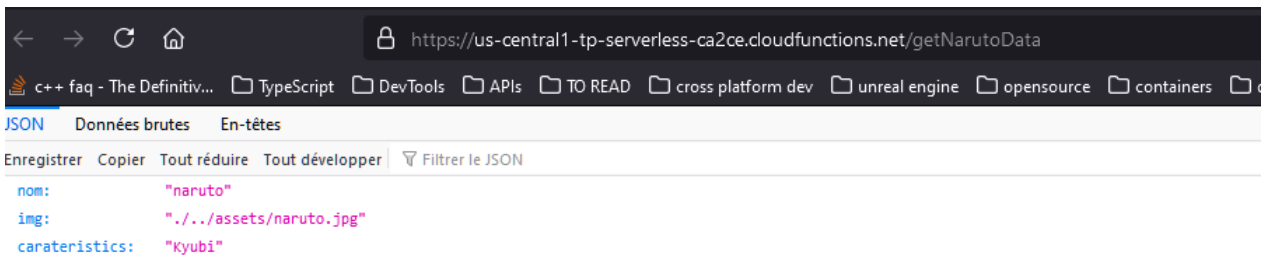 https://us-central1-tp-serverless-ca2ce.cloudfunctions.net/getNarutoData
c++ faq - The Definitiv... TypeScript DevTools APIs TO READ cross platform dev unreal engine opensource containers
JSON Données brutes En-têtes
Enregistrer Copier Tout réduire Tout développer Filtrer le JSON
nom: "naruto"
img: "./../assets/naruto.jpg"
carateristics: "Kyubi"